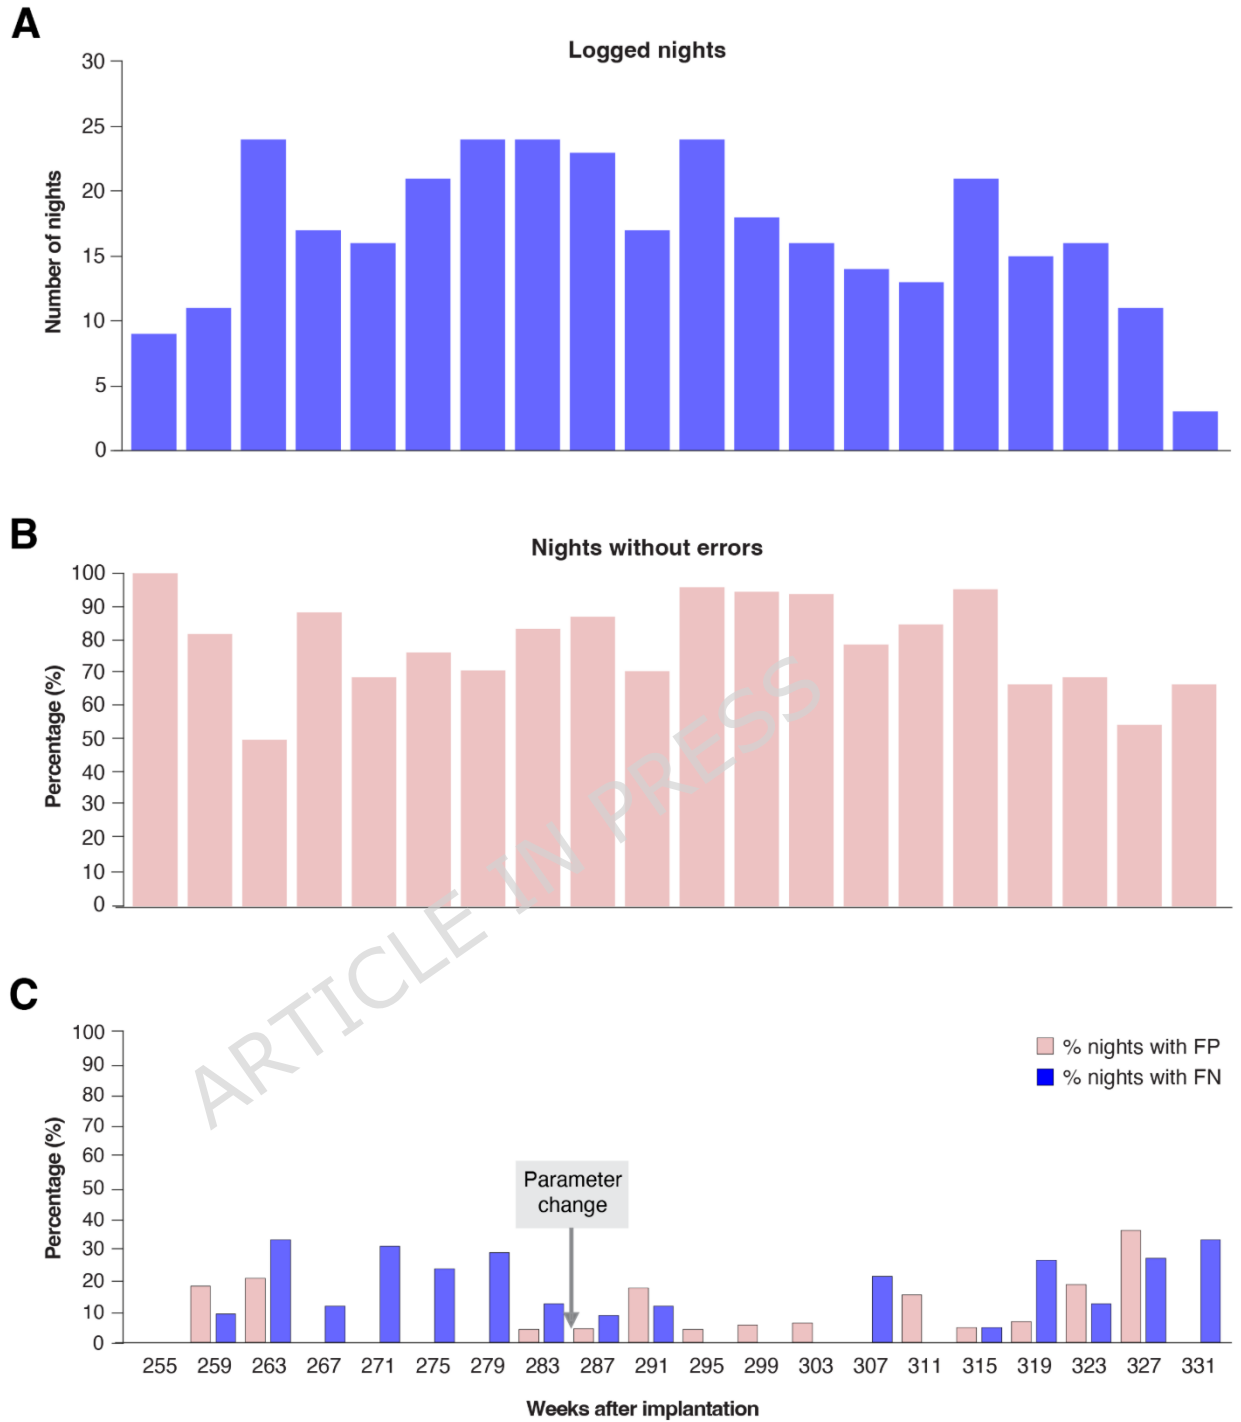 A
Logged nights
30
25
20
15
10
5
0
Number of nights
B
Nights without errors
100
90
80
70
60
50
40
30
20
10
0
Percentage (%)
ARTICLE IN PRESS
C
100
90
80
70
60
50
40
30
20
10
0
Percentage (%)
% nights with FP
% nights with FN
Parameter
change
255 259 263 267 271 275 279 283 287 291 295 299 303 307 311 315 319 323 327 331
Weeks after implantation